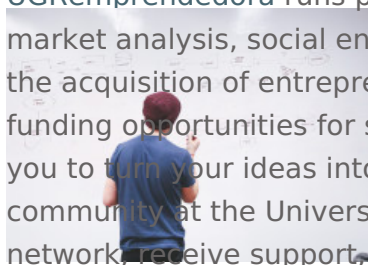 UGRemprendedora runs
market analysis, social
the acquisition of
funding opportunities for
you to turn your ideas
community at the
network, receive support,